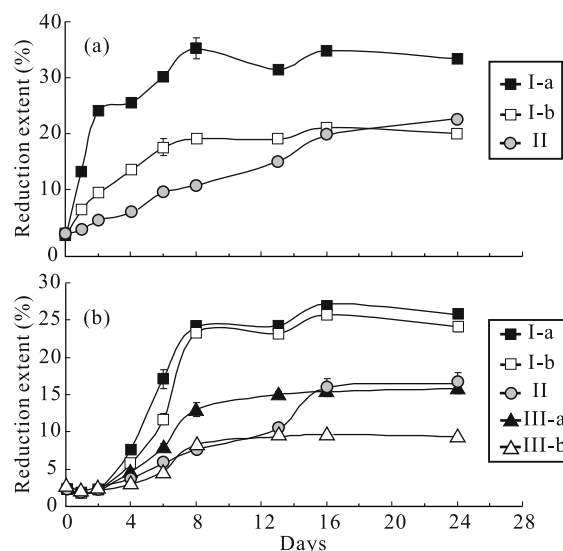 40
30
20
10
0
Reduction extent (%)
(a)
I-a
I-b
II
30
25
20
15
10
5
0
Reduction extent (%)
(b)
I-a
I-b
II
III-a
III-b
0 4 8 12 16 20 24 28
Days